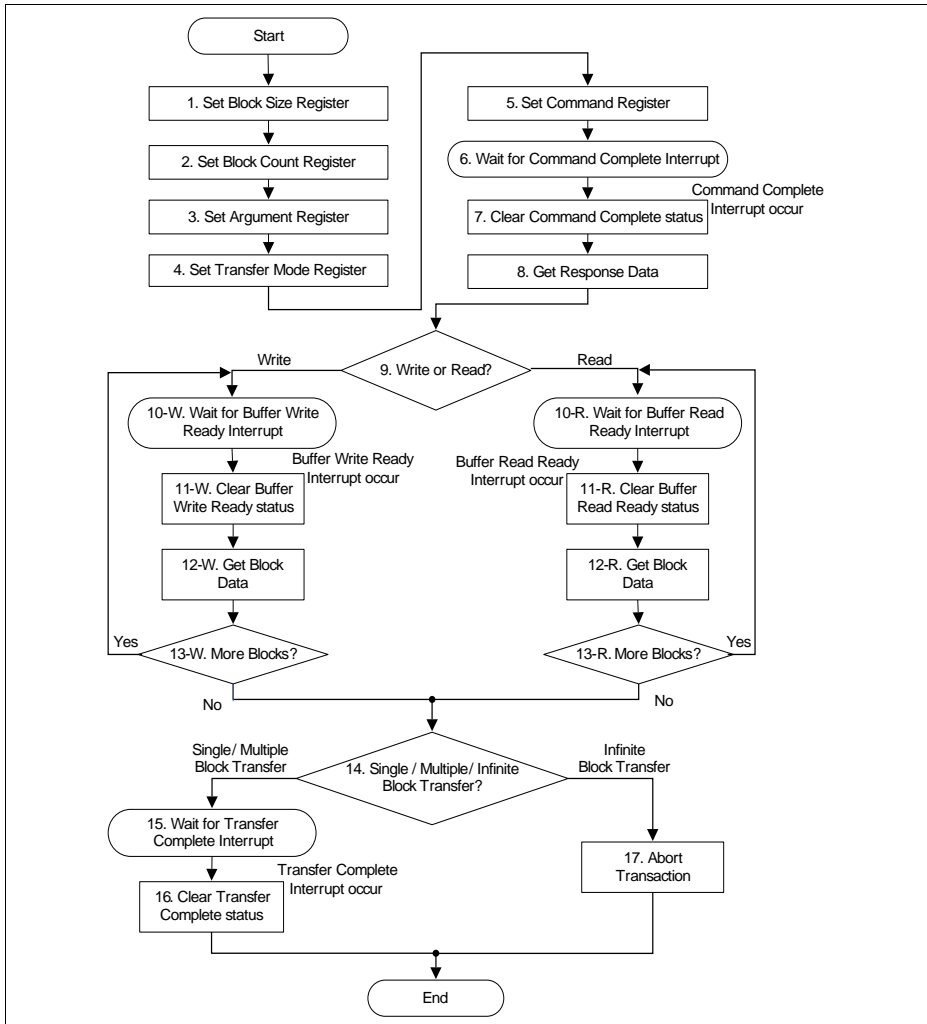 Start
1. Set Block Size Register
2. Set Block Count Register
3. Set Argument Register
4. Set Transfer Mode Register
5. Set Command Register
6. Wait for Command Complete Interrupt
Command Complete
Interrupt occur
7. Clear Command Complete status
8. Get Response Data
9. Write or Read?
Write
Read
10-W. Wait for Buffer Write
Ready Interrupt
Buffer Write Ready
Interrupt occur
11-W. Clear Buffer
Write Ready status
12-W. Get Block
Data
13-W. More Blocks?
Yes
No
10-R. Wait for Buffer Read
Ready Interrupt
Buffer Read Ready
Interrupt occur
11-R. Clear Buffer
Read Ready status
12-R. Get Block
Data
13-R. More Blocks?
Yes
No
14. Single / Multiple/ Infinite
Block Transfer?
Single/ Multiple
Block Transfer
Infinite
Block Transfer
15. Wait for Transfer
Complete Interrupt
Transfer Complete
Interrupt occur
16. Clear Transfer
Complete status
17. Abort
Transaction
End